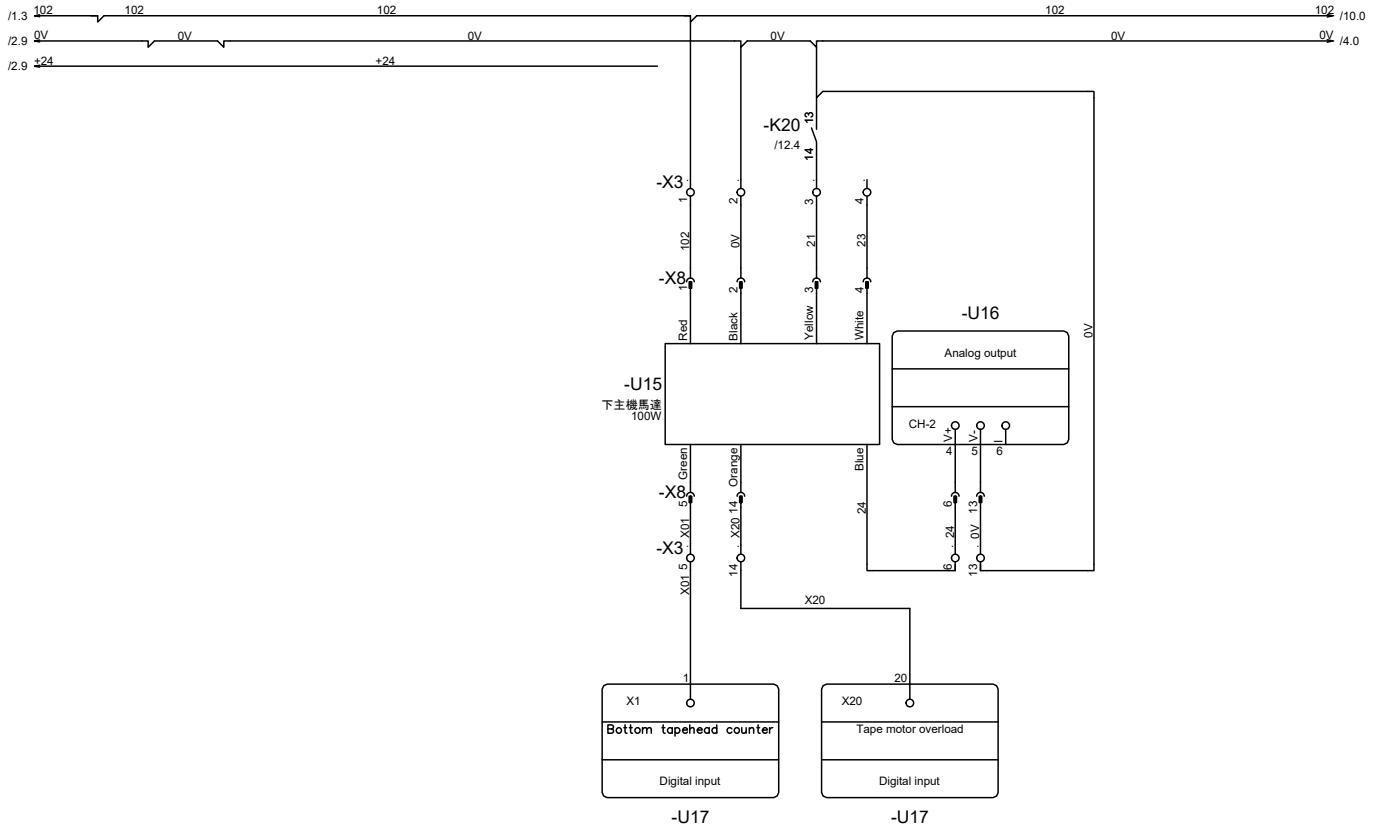 /1.3 102 102 102 102 102 /10.0
/2.9 0V 0V 0V 0V 0V 0V /4.0
/2.9 +24 +24
-K20 13
/12.4 14
-X3 1 2 3 4
102 0V 21 23
-X8 1 2 3 4
Red Black Yellow White
-U16
Analog output
0V
-U15
下主機馬達
100W
CH-2 V+ V- I
4 5 6
Green Orange Blue
-X8 5 14 6 13
X01 X20 24 24 0V
-X3 5 14 6 13
X01
X20
1 20
X1 X20
Bottom tapehead counter Tape motor overload
Digital input Digital input
-U17 -U17